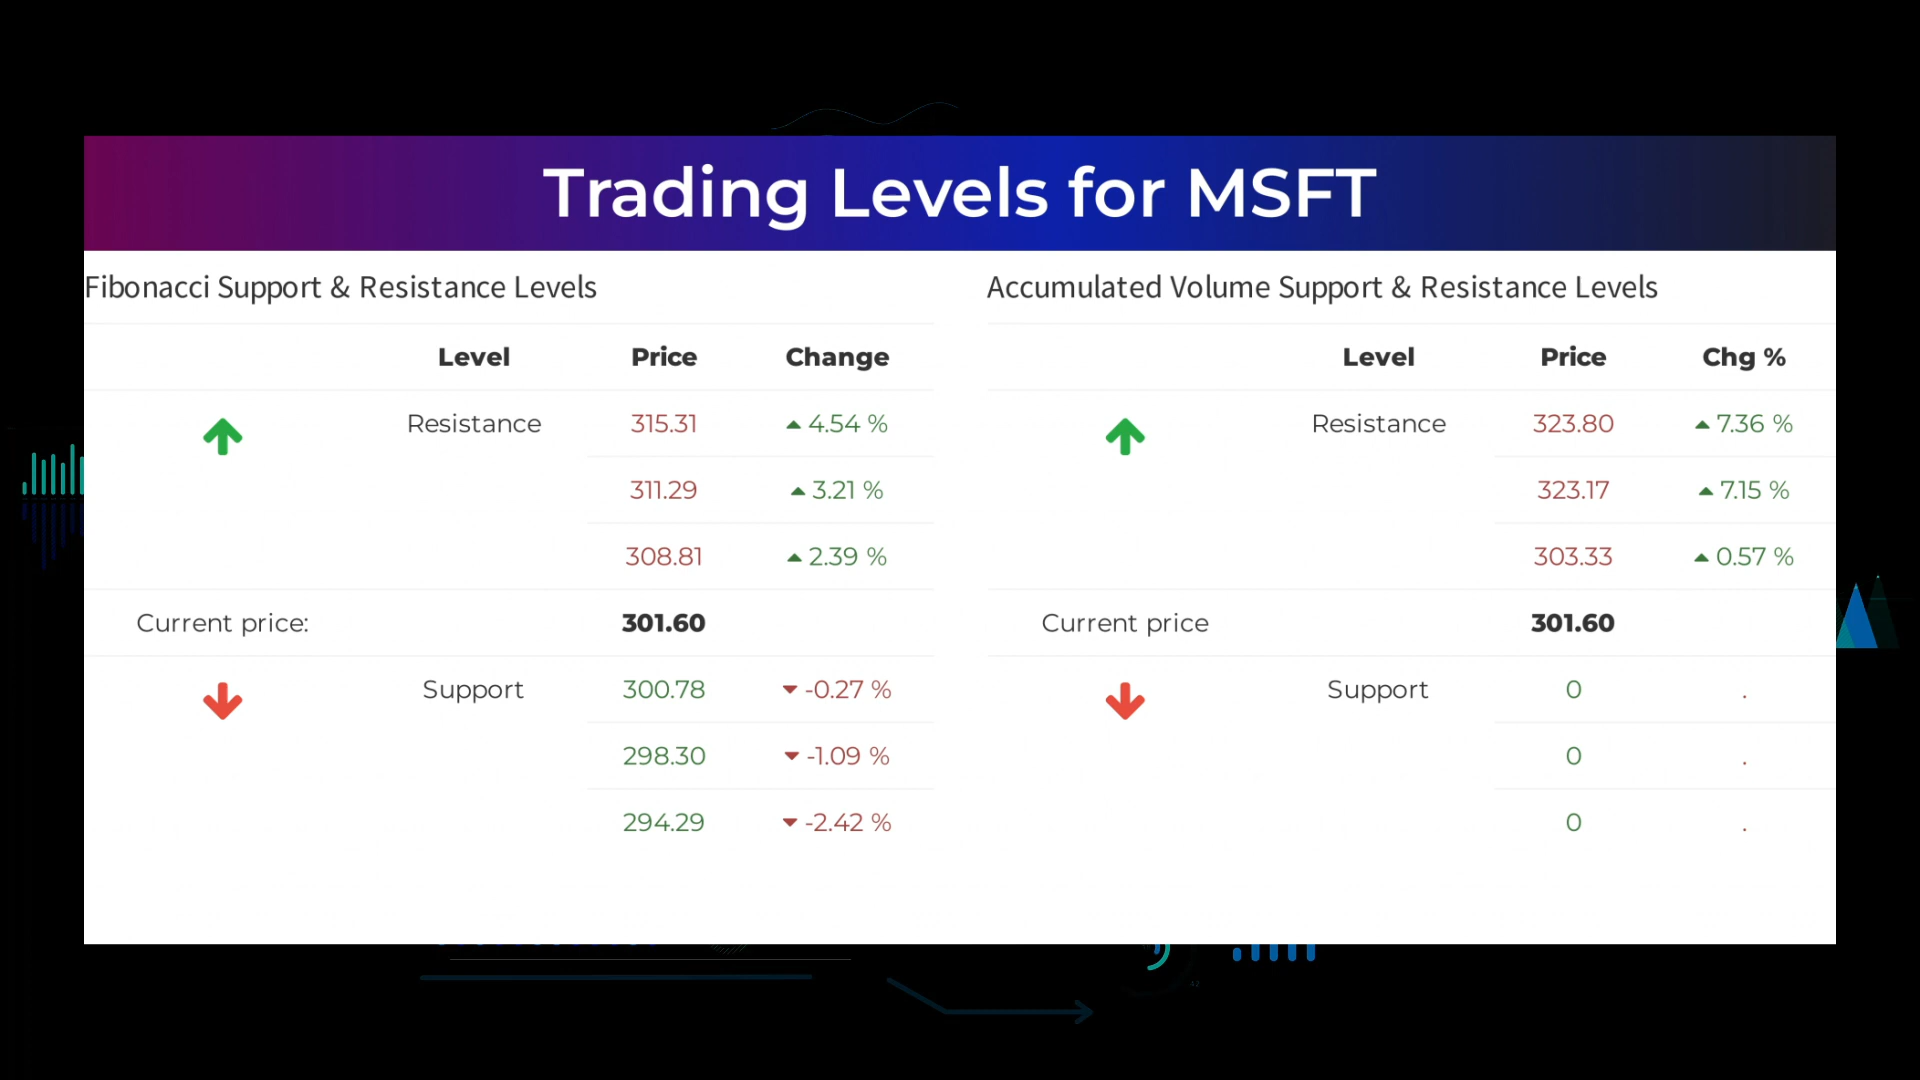 Trading Levels for MSFT
Fibonacci Support & Resistance Levels
Level Price Change
Resistance 315.31 ▲ 4.54 %
311.29 ▲ 3.21 %
308.81 ▲ 2.39 %
Current price: 301.60
Support 300.78 ▼ -0.27 %
298.30 ▼ -1.09 %
294.29 ▼ -2.42 %
Accumulated Volume Support & Resistance Levels
Level Price Chg %
Resistance 323.80 ▲ 7.36 %
323.17 ▲ 7.15 %
303.33 ▲ 0.57 %
Current price 301.60
Support 0 .
0 .
0 .
42